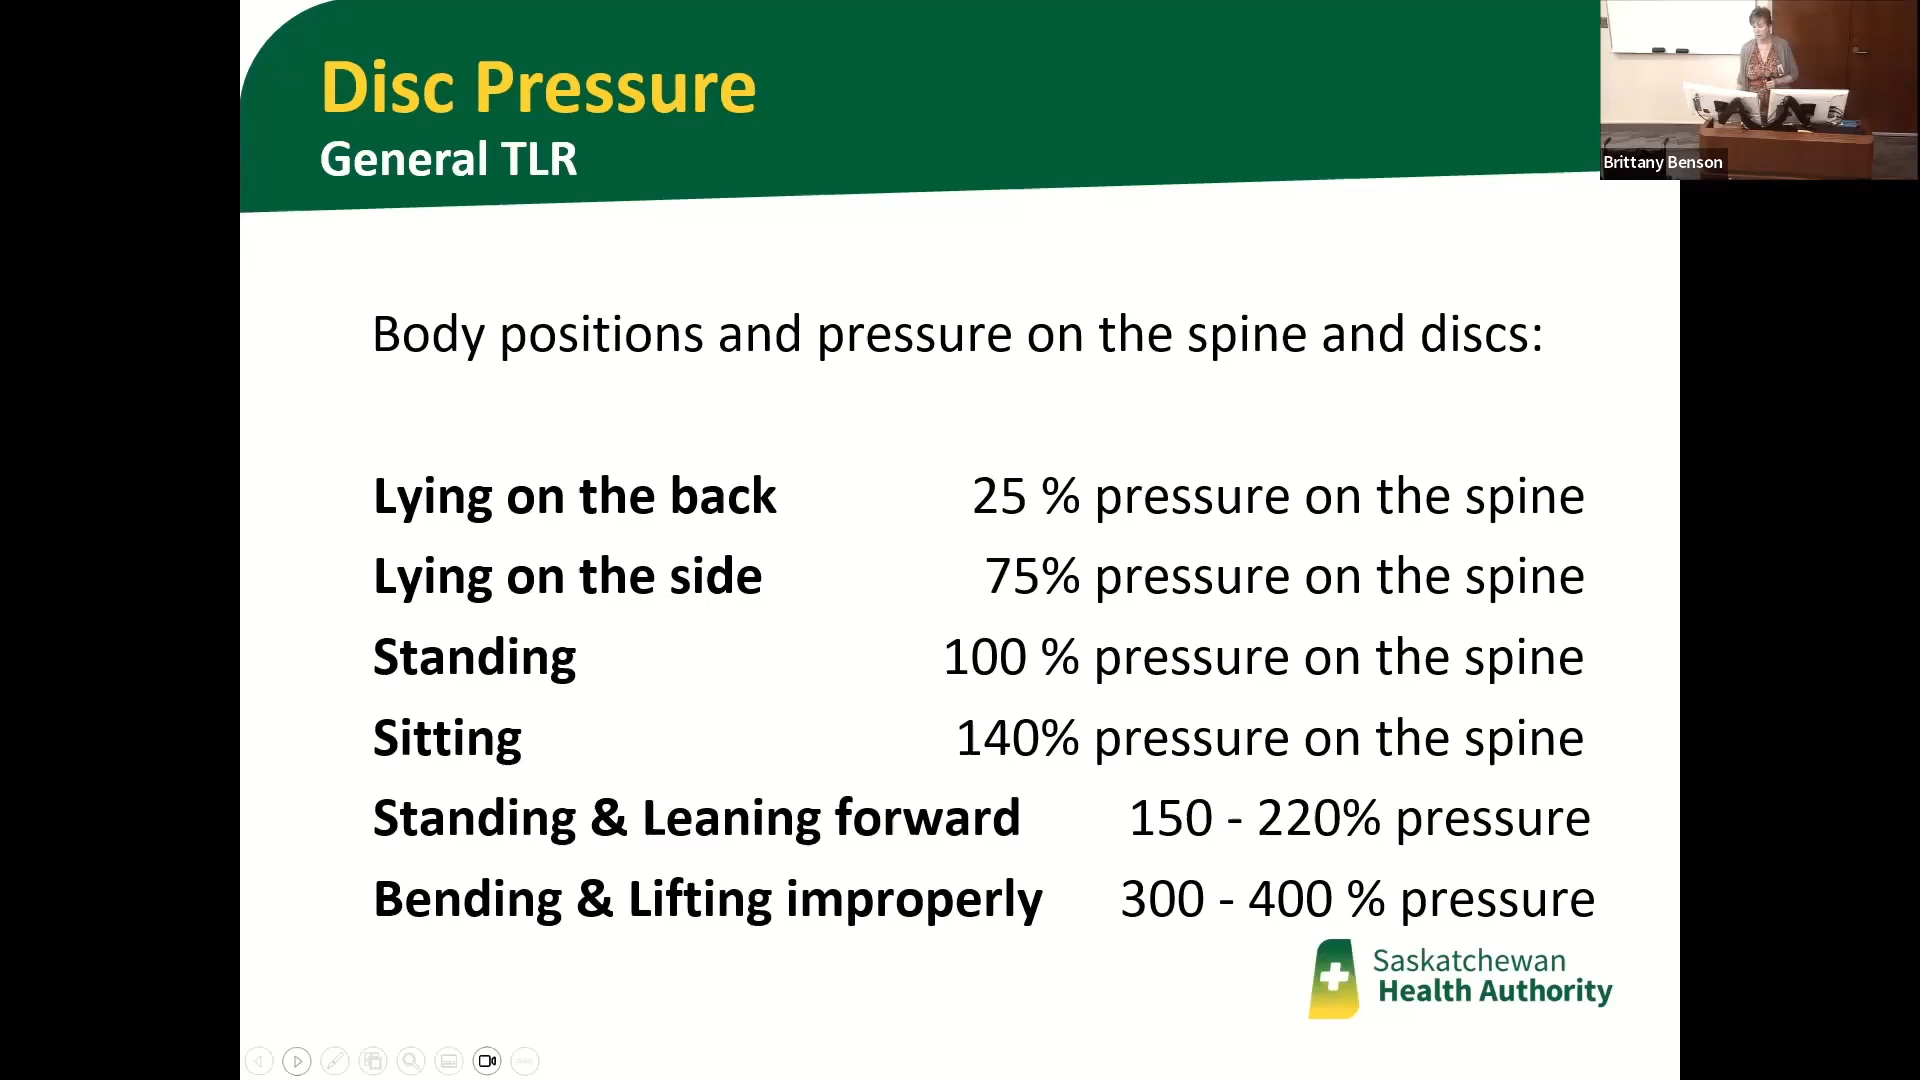 Disc Pressure
General TLR
Brittany Benson
Body positions and pressure on the spine and discs:
Lying on the back 25 % pressure on the spine
Lying on the side 75% pressure on the spine
Standing 100 % pressure on the spine
Sitting 140% pressure on the spine
Standing & Leaning forward 150 - 220% pressure
Bending & Lifting improperly 300 - 400 % pressure
Saskatchewan
Health Authority